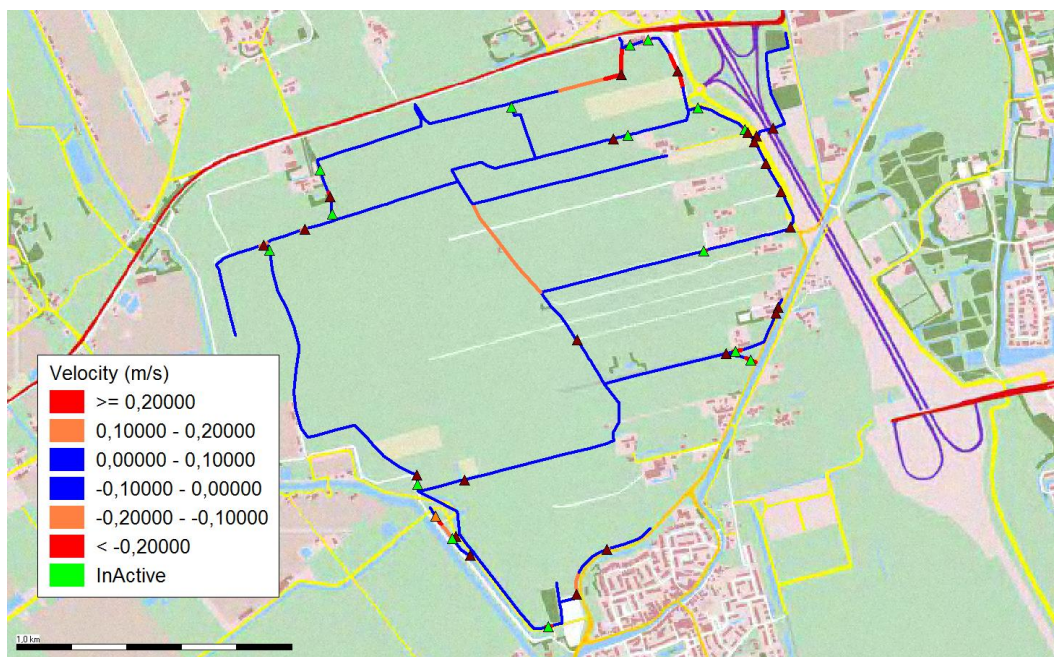 Velocity (m/s)
>= 0,20000
0,10000 - 0,20000
0,00000 - 0,10000
-0,10000 - 0,00000
-0,20000 - -0,10000
< -0,20000
InActive
1,0 km